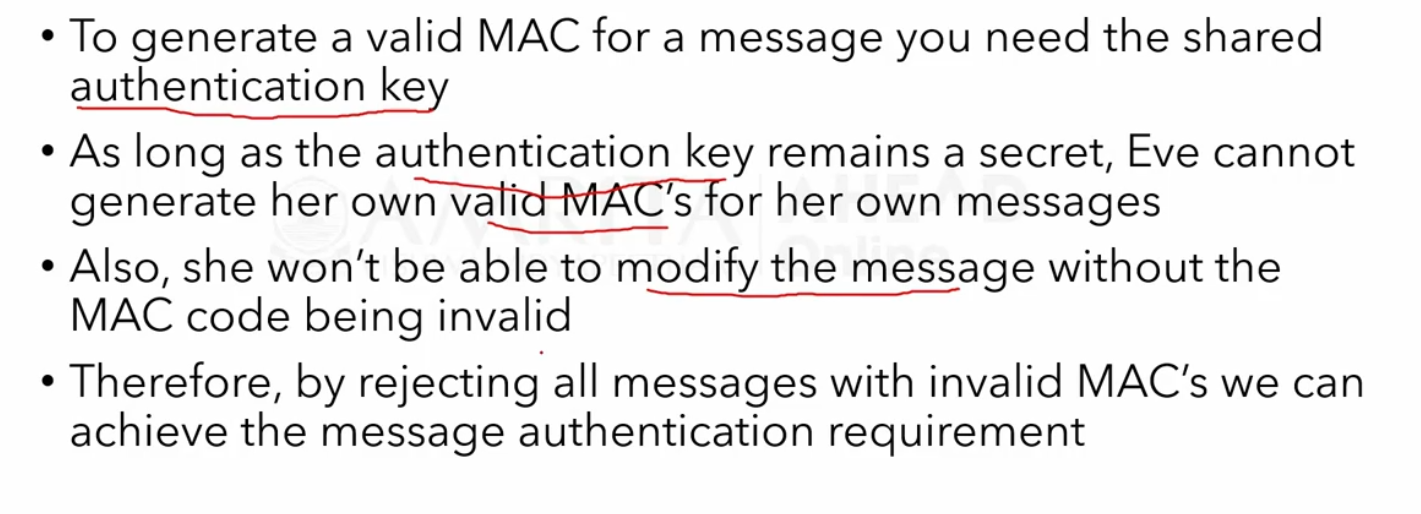 • To generate a valid MAC for a message you need the shared
authentication key
• As long as the authentication key remains a secret, Eve cannot
generate her own valid MAC's for her own messages
• Also, she won't be able to modify the message without the
MAC code being invalid
• Therefore, by rejecting all messages with invalid MAC's we can
achieve the message authentication requirement
AMRITA AHEAD
Online